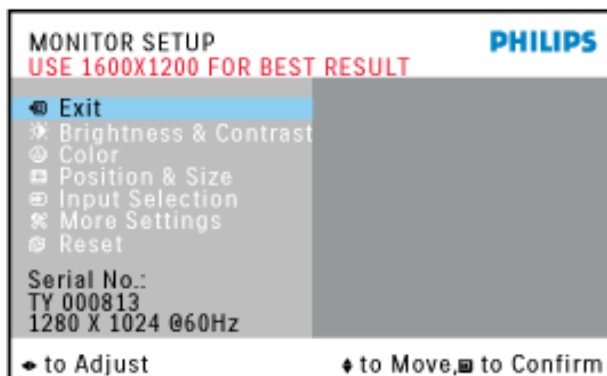 MONITOR SETUP
PHILIPS
USE 1600X1200 FOR BEST RESULT
Exit
Brightness & Contrast
Color
Position & Size
Input Selection
More Settings
Reset
Serial No.:
TY 000813
1280 X 1024 @60Hz
to Adjust
to Move, to Confirm